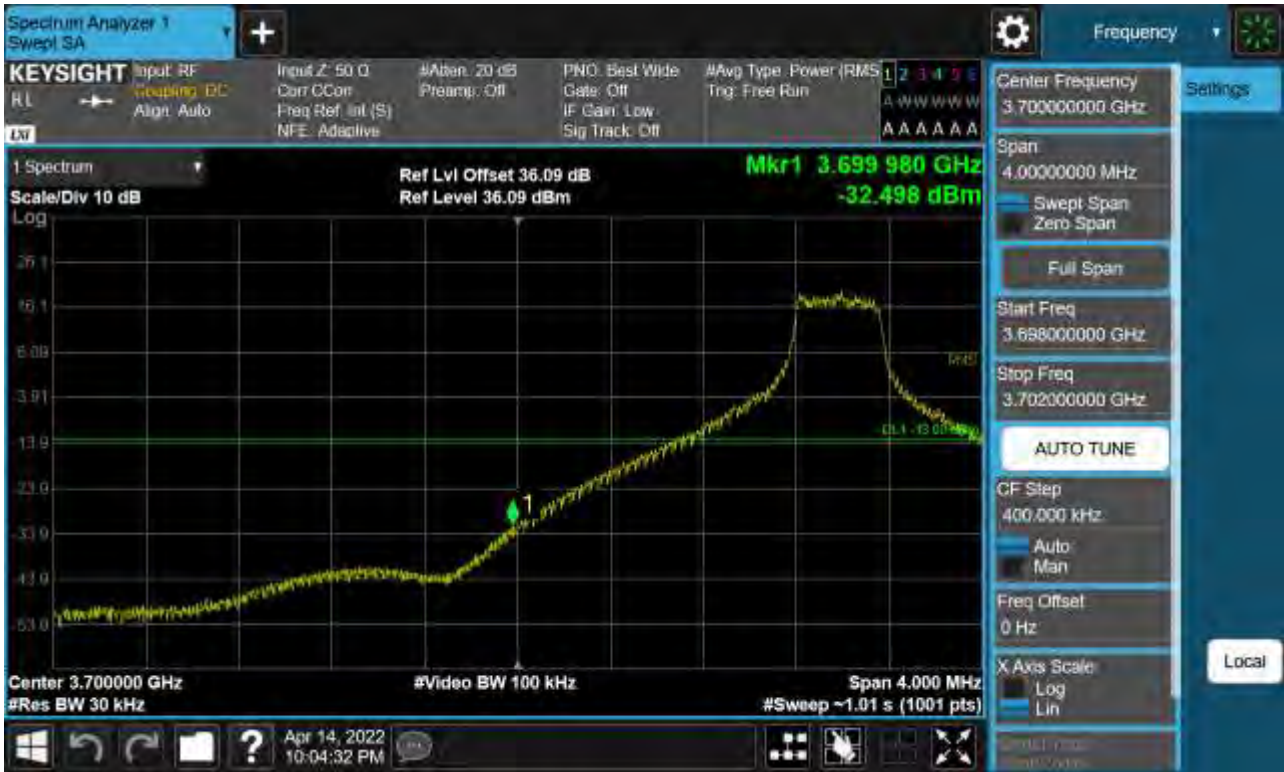 Spectrum Analyzer 1
Swept SA
+
Frequency
KEYSIGHT
RL
LXI
Input: RF
Coupling: DC
Align: Auto
Input Z: 50 Ω
Corr CCorr
Freq Ref: Int (S)
NFE: Adaptive
#Atten: 20 dB
Preamp: Off
PNO: Best Wide
Gate: Off
IF Gain: Low
Sig Track: Off
#Avg Type: Power (RMS
Trig: Free Run
1 2 3 4 5 6
A W W W W W
A A A A A A
1 Spectrum
Scale/Div 10 dB
Log
Ref Lvl Offset 36.09 dB
Ref Level 36.09 dBm
Mkr1 3.699 980 GHz
-32.498 dBm
26.1
16.1
6.09
-3.91
-13.9
-23.9
-33.9
-43.9
-53.9
RMS
DL1 -13.00 dBm
1
Center 3.700000 GHz
#Res BW 30 kHz
#Video BW 100 kHz
Span 4.000 MHz
#Sweep ~1.01 s (1001 pts)
Center Frequency
3.700000000 GHz
Settings
Span
4.00000000 MHz
Swept Span
Zero Span
Full Span
Start Freq
3.698000000 GHz
Stop Freq
3.702000000 GHz
AUTO TUNE
CF Step
400.000 kHz
Auto
Man
Freq Offset
0 Hz
X Axis Scale
Log
Lin
Local
?
Apr 14, 2022
10:04:32 PM